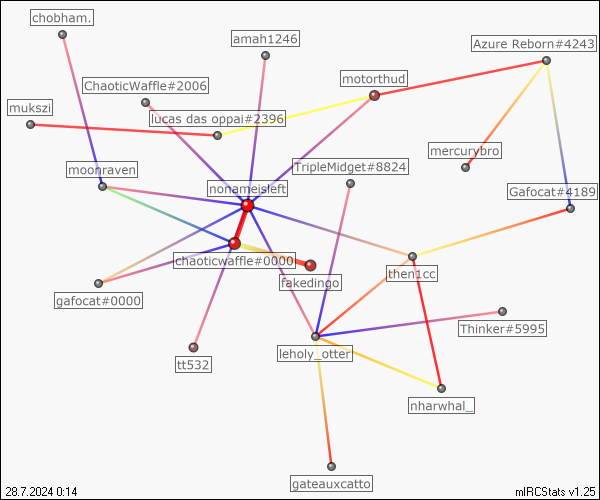 chobham.
amah1246
Azure Reborn#4243
motorthud
ChaoticWaffle#2006
mukszi
lucas das oppai#2396
mercurybro
moonraven
TripleMidget#8824
nonameisleft
Gafocat#4189
chaoticwaffle#0000
then1cc
fakedingo
gafocat#0000
Thinker#5995
leholy_otter
tt532
nharwhal_
gateauxcatto
28.7.2024 0:14
mIRCStats v1.25